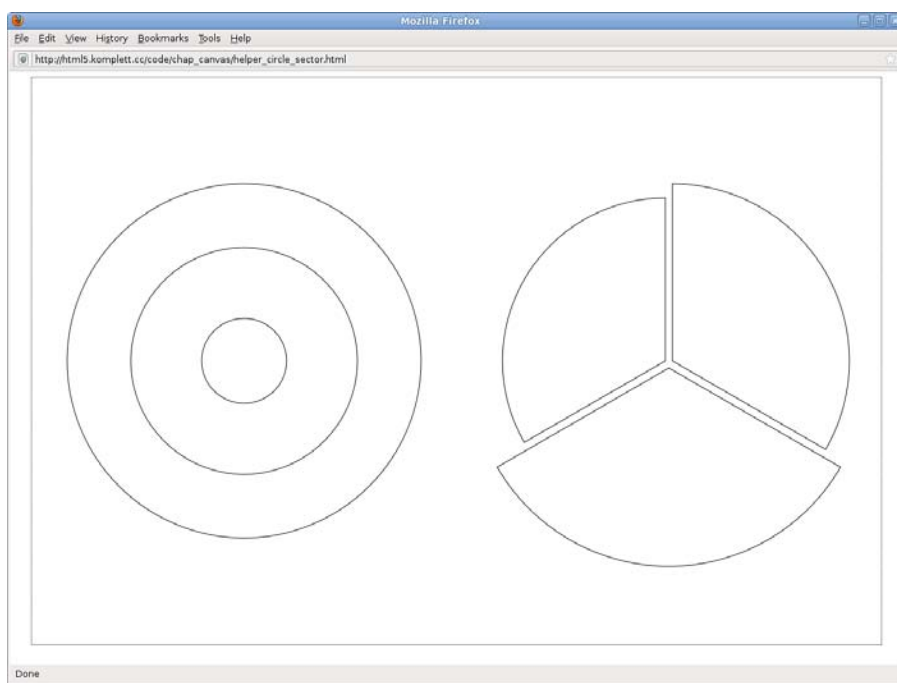 Mozilla Firefox
File Edit View History Bookmarks Tools Help
http://html5.komplett.cc/code/chap_canvas/helper_circle_sector.html
Done